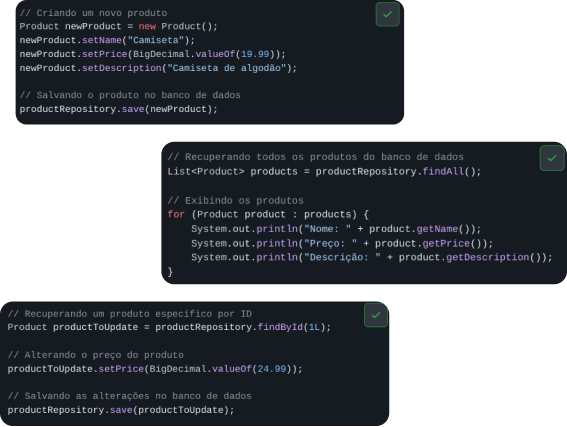 // Criando um novo produto
Product newProduct = new Product();
newProduct.setName("Camiseta");
newProduct.setPrice(BigDecimal.valueOf(19.99));
newProduct.setDescription("Camiseta de algodão");
// Salvando o produto no banco de dados
productRepository.save(newProduct);
// Recuperando todos os produtos do banco de dados
List<Product> products = productRepository.findAll();
// Exibindo os produtos
for (Product product : products) {
    System.out.println("Nome: " + product.getName());
    System.out.println("Preço: " + product.getPrice());
    System.out.println("Descrição: " + product.getDescription());
}
// Recuperando um produto específico por ID
Product productToUpdate = productRepository.findById(1L);
// Alterando o preço do produto
productToUpdate.setPrice(BigDecimal.valueOf(24.99));
// Salvando as alterações no banco de dados
productRepository.save(productToUpdate);